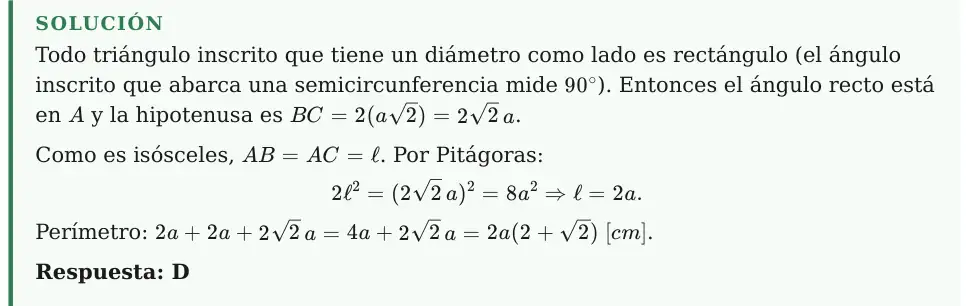 SOLUCIÓN
Todo triángulo inscrito que tiene un diámetro como lado es rectángulo (el ángulo
inscrito que abarca una semicircunferencia mide 90°). Entonces el ángulo recto está
en A y la hipotenusa es BC = 2(a√2) = 2√2 a.
Como es isósceles, AB = AC = ℓ. Por Pitágoras:
2ℓ² = (2√2 a)² = 8a² ⇒ ℓ = 2a.
Perímetro: 2a + 2a + 2√2 a = 4a + 2√2 a = 2a(2 + √2) [cm].
Respuesta: D